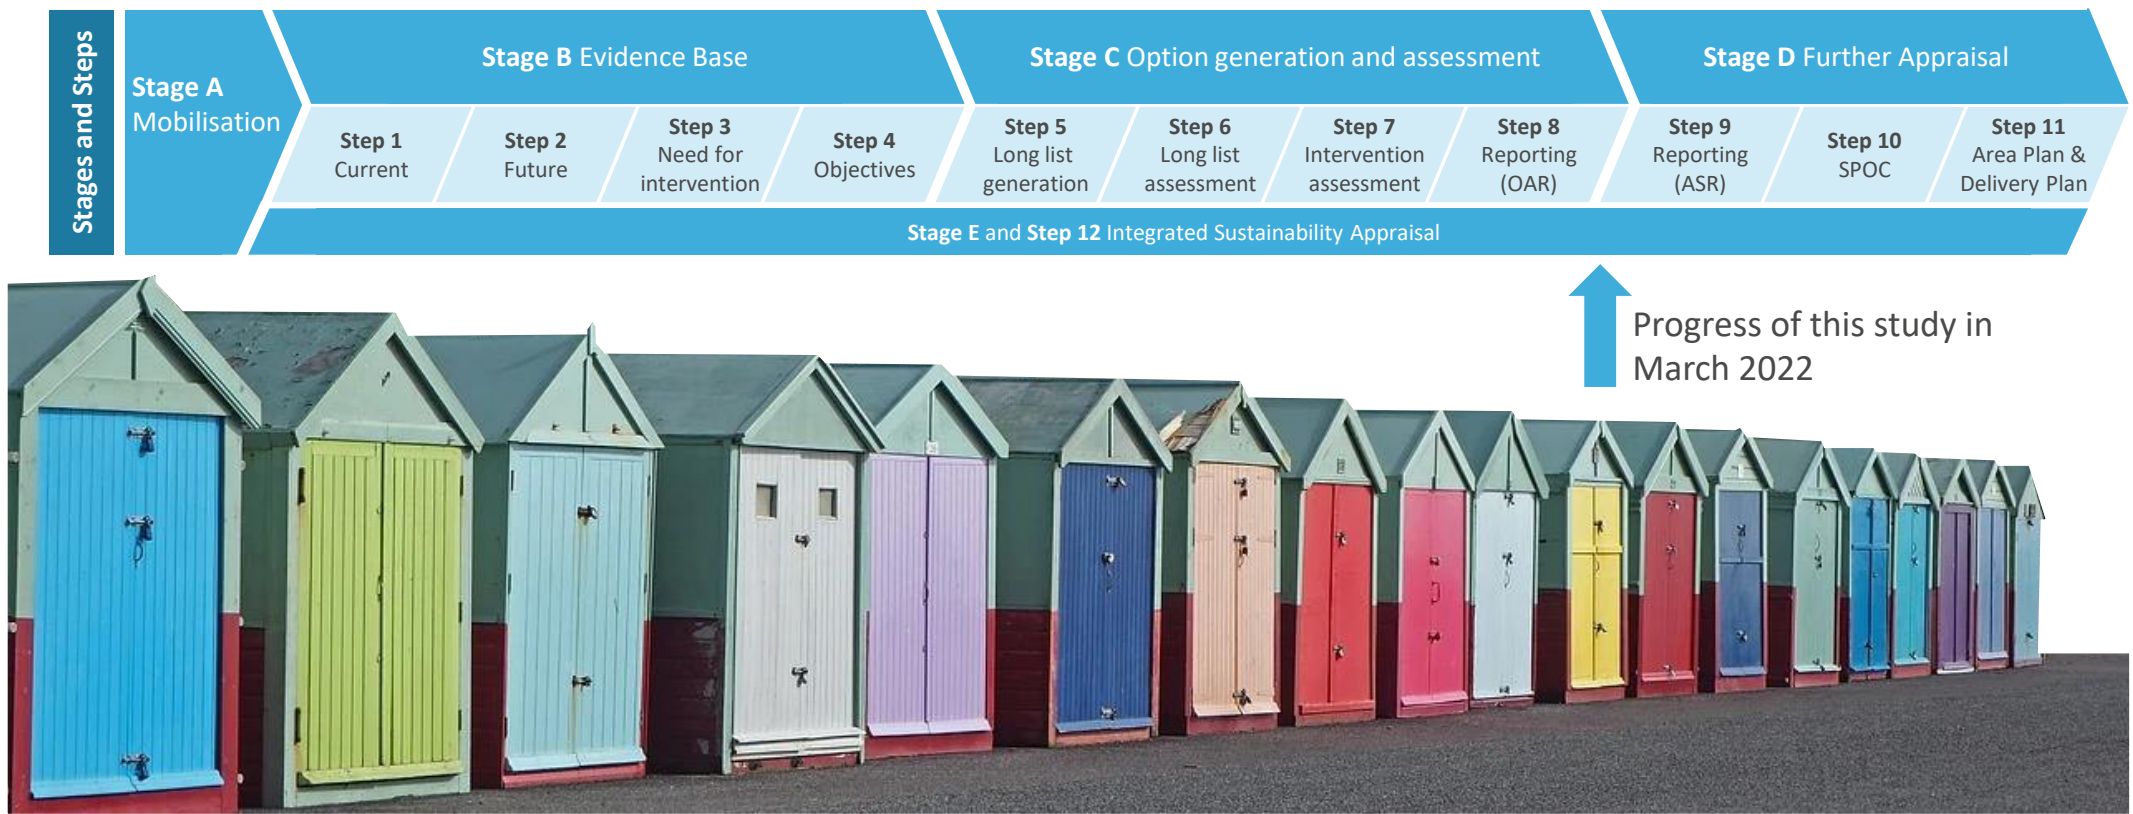 Stages and Steps
Stage A
Mobilisation
Stage B Evidence Base
Stage C Option generation and assessment
Stage D Further Appraisal
Step 1
Current
Step 2
Future
Step 3
Need for
intervention
Step 4
Objectives
Step 5
Long list
generation
Step 6
Long list
assessment
Step 7
Intervention
assessment
Step 8
Reporting
(OAR)
Step 9
Reporting
(ASR)
Step 10
SPOC
Step 11
Area Plan &
Delivery Plan
Stage E and Step 12 Integrated Sustainability Appraisal
Progress of this study in
March 2022